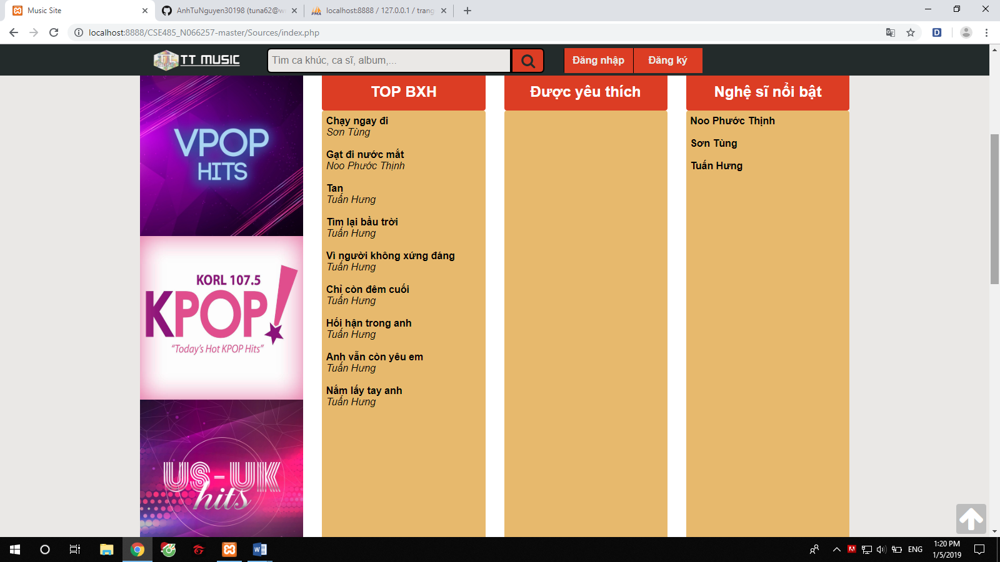 Music Site
AnhTuNguyen30198 (tuna62@w
localhost:8888 / 127.0.0.1 / trang
localhost:8888/CSE485_N066257-master/Sources/index.php
TT MUSIC
Tìm ca khúc, ca sĩ, album,...
Đăng nhập
Đăng ký
VPOP
HITS
KORL 107.5
KPOP!
“Today's Hot KPOP Hits”
US-UK
hits
TOP BXH
Chạy ngay đi
Sơn Tùng
Gạt đi nước mắt
Noo Phước Thịnh
Tan
Tuấn Hưng
Tìm lại bầu trời
Tuấn Hưng
Vì người không xứng đáng
Tuấn Hưng
Chỉ còn đêm cuối
Tuấn Hưng
Hối hận trong anh
Tuấn Hưng
Anh vẫn còn yêu em
Tuấn Hưng
Nắm lấy tay anh
Tuấn Hưng
Được yêu thích
Nghệ sĩ nổi bật
Noo Phước Thịnh
Sơn Tùng
Tuấn Hưng
ENG
1:20 PM
1/5/2019